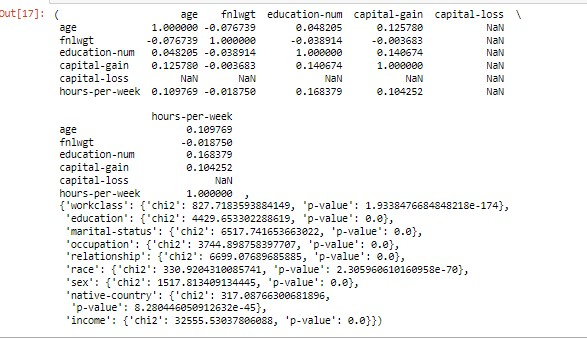 Out[17]: ( age fnlwgt education-num capital-gain capital-loss \
age 1.000000 -0.076739 0.048205 0.125780 NaN
fnlwgt -0.076739 1.000000 -0.038914 -0.003683 NaN
education-num 0.048205 -0.038914 1.000000 0.140674 NaN
capital-gain 0.125780 -0.003683 0.140674 1.000000 NaN
capital-loss NaN NaN NaN NaN NaN
hours-per-week 0.109769 -0.018750 0.168379 0.104252 NaN
hours-per-week
age 0.109769
fnlwgt -0.018750
education-num 0.168379
capital-gain 0.104252
capital-loss NaN
hours-per-week 1.000000 ,
{'workclass': {'chi2': 827.7183593884149, 'p-value': 1.9338476684848218e-174},
'education': {'chi2': 4429.653302288619, 'p-value': 0.0},
'marital-status': {'chi2': 6517.741653663022, 'p-value': 0.0},
'occupation': {'chi2': 3744.898758397707, 'p-value': 0.0},
'relationship': {'chi2': 6699.07689685885, 'p-value': 0.0},
'race': {'chi2': 330.9204310085741, 'p-value': 2.305960610160958e-70},
'sex': {'chi2': 1517.813409134445, 'p-value': 0.0},
'native-country': {'chi2': 317.08766300681896,
'p-value': 8.280446050912632e-45},
'income': {'chi2': 32555.53037806088, 'p-value': 0.0}})